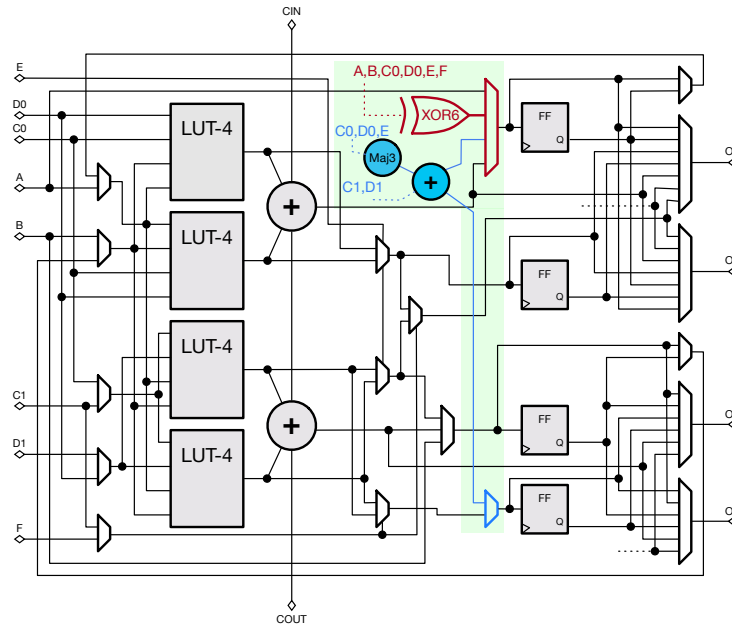 CIN
E
A,B,C0,D0,E,F
D0
LUT-4
XOR6
FF
Q
C0
C0,D0,E
Maj3
O
A
C1,D1
+
+
B
LUT-4
FF
Q
O
LUT-4
C1
+
FF
Q
O
D1
LUT-4
FF
Q
O
F
COUT